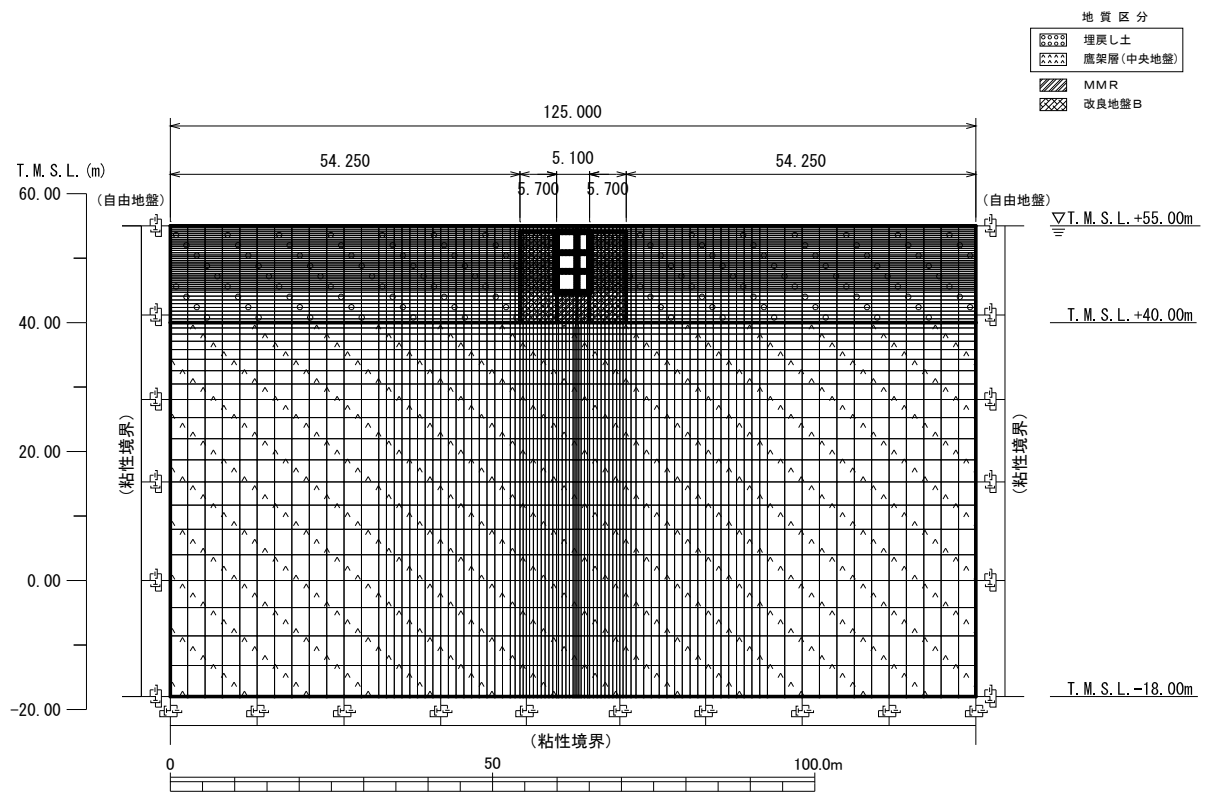 地質区分
埋戻し土
鷹架層(中央地盤)
MMR
改良地盤B
125.000
54.250
5.100
54.250
5.700
5.700
T.M.S.L.(m)
60.00
(自由地盤)
(自由地盤)
▽T.M.S.L.+55.00m
40.00
T.M.S.L.+40.00m
20.00
(粘性境界)
(粘性境界)
0.00
T.M.S.L.-18.00m
-20.00
(粘性境界)
0
50
100.0m